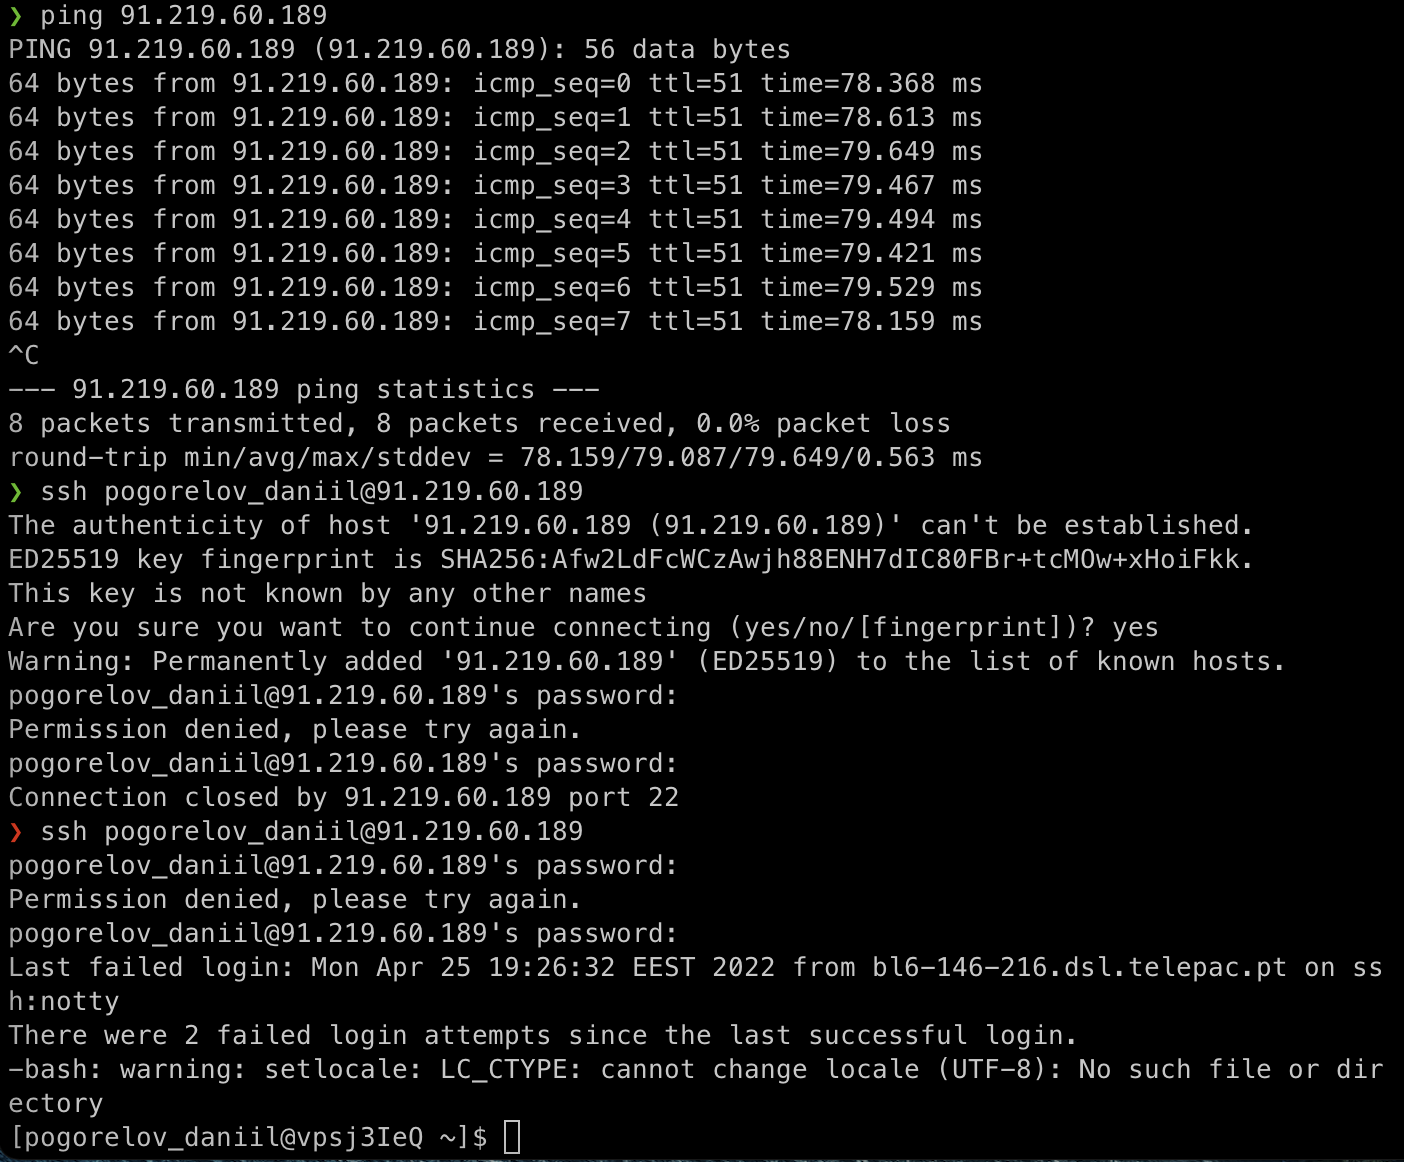 ❯ ping 91.219.60.189
PING 91.219.60.189 (91.219.60.189): 56 data bytes
64 bytes from 91.219.60.189: icmp_seq=0 ttl=51 time=78.368 ms
64 bytes from 91.219.60.189: icmp_seq=1 ttl=51 time=78.613 ms
64 bytes from 91.219.60.189: icmp_seq=2 ttl=51 time=79.649 ms
64 bytes from 91.219.60.189: icmp_seq=3 ttl=51 time=79.467 ms
64 bytes from 91.219.60.189: icmp_seq=4 ttl=51 time=79.494 ms
64 bytes from 91.219.60.189: icmp_seq=5 ttl=51 time=79.421 ms
64 bytes from 91.219.60.189: icmp_seq=6 ttl=51 time=79.529 ms
64 bytes from 91.219.60.189: icmp_seq=7 ttl=51 time=78.159 ms
^C
--- 91.219.60.189 ping statistics ---
8 packets transmitted, 8 packets received, 0.0% packet loss
round-trip min/avg/max/stddev = 78.159/79.087/79.649/0.563 ms
❯ ssh pogorelov_daniil@91.219.60.189
The authenticity of host '91.219.60.189 (91.219.60.189)' can't be established.
ED25519 key fingerprint is SHA256:Afw2LdFcWCzAwjh88ENH7dIC80FBr+tcMOw+xHoiFkk.
This key is not known by any other names
Are you sure you want to continue connecting (yes/no/[fingerprint])? yes
Warning: Permanently added '91.219.60.189' (ED25519) to the list of known hosts.
pogorelov_daniil@91.219.60.189's password:
Permission denied, please try again.
pogorelov_daniil@91.219.60.189's password:
Connection closed by 91.219.60.189 port 22
❯ ssh pogorelov_daniil@91.219.60.189
pogorelov_daniil@91.219.60.189's password:
Permission denied, please try again.
pogorelov_daniil@91.219.60.189's password:
Last failed login: Mon Apr 25 19:26:32 EEST 2022 from bl6-146-216.dsl.telepac.pt on ss
h:notty
There were 2 failed login attempts since the last successful login.
-bash: warning: setlocale: LC_CTYPE: cannot change locale (UTF-8): No such file or dir
ectory
[pogorelov_daniil@vpsj3IeQ ~]$